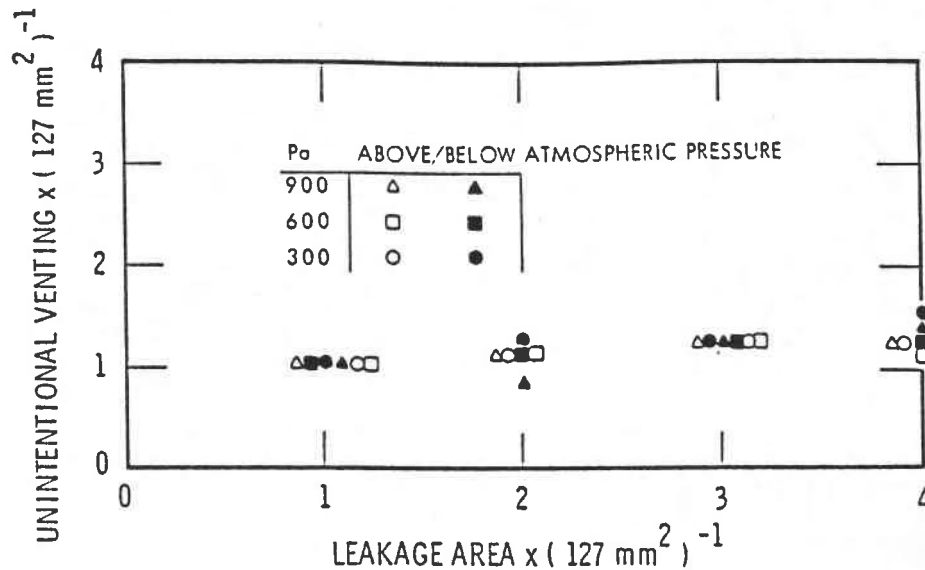 UNINTENTIONAL VENTING x ( 127 mm² )⁻¹
4
3
2
1
0
Pa ABOVE/BELOW ATMOSPHERIC PRESSURE
900
600
300
0 1 2 3 4
LEAKAGE AREA x ( 127 mm² )⁻¹